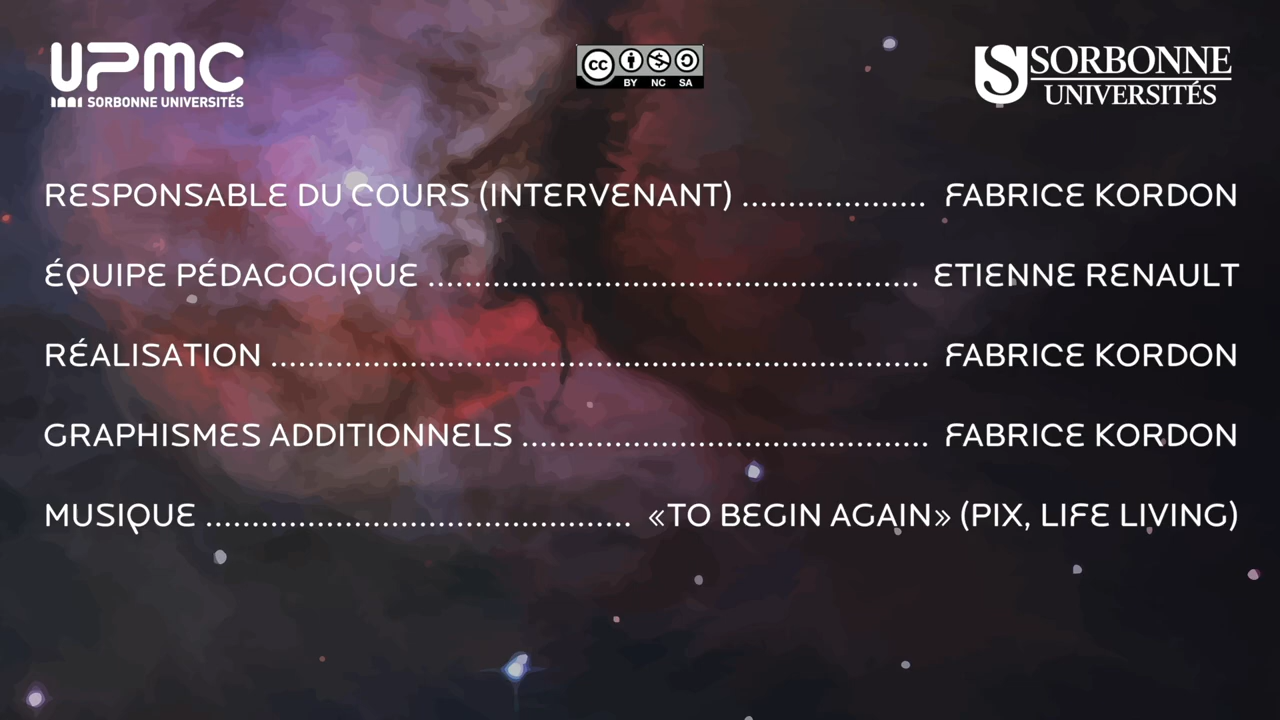 UPMC
SORBONNE UNIVERSITÉS
CC BY NC SA
SORBONNE
UNIVERSITÉS
RESPONSABLE DU COURS (INTERVENANT) .................... FABRICE KORDON
ÉQUIPE PÉDAGOGIQUE .................................................... ETIENNE RENAULT
RÉALISATION ...................................................................... FABRICE KORDON
GRAPHISMES ADDITIONNELS ........................................... FABRICE KORDON
MUSIQUE .............................................. «TO BEGIN AGAIN» (PIX, LIFE LIVING)